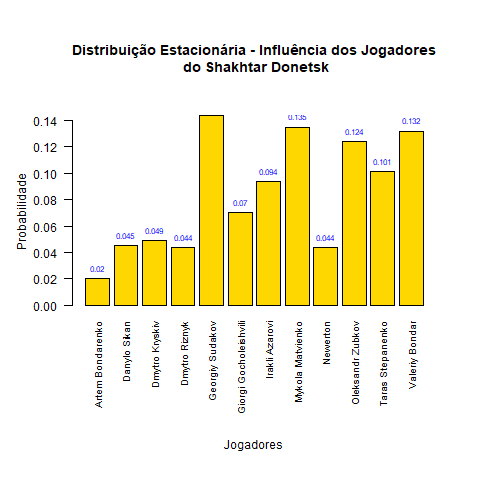 Distribuição Estacionária - Influência dos Jogadores
do Shakhtar Donetsk
Probabilidade
0.14
0.12
0.10
0.08
0.06
0.04
0.02
0.00
0.02
0.045
0.049
0.044
0.07
0.094
0.135
0.044
0.124
0.101
0.132
Artem Bondarenko
Danylo Sikan
Dmytro Kryskiv
Dmytro Riznyk
Georgiy Sudakov
Giorgi Gocholeishvili
Irakli Azarovi
Mykola Matvienko
Newerton
Oleksandr Zubkov
Taras Stepanenko
Valeriy Bondar
Jogadores